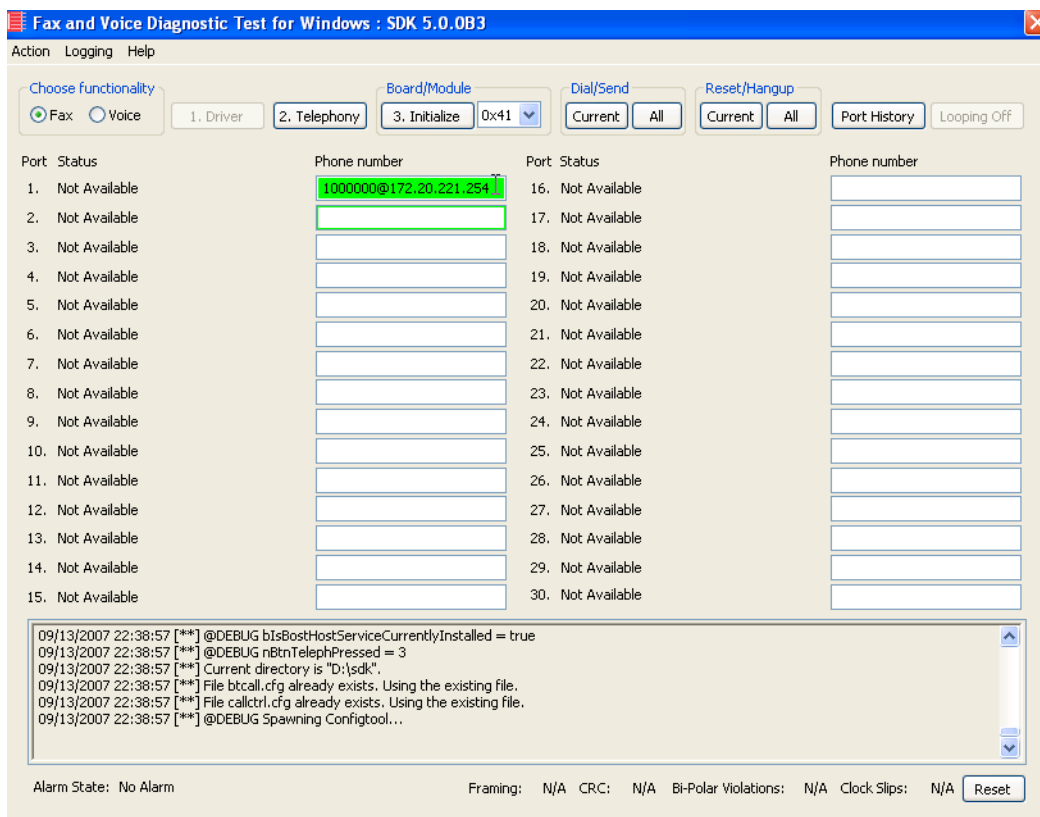 Fax and Voice Diagnostic Test for Windows : SDK 5.0.0B3
Action Logging Help
Choose functionality Board/Module Dial/Send Reset/Hangup
Fax Voice 1. Driver 2. Telephony 3. Initialize 0x41 Current All Current All Port History Looping Off
Port Status Phone number Port Status Phone number
1. Not Available 1000000@172.20.221.254 16. Not Available
2. Not Available 17. Not Available
3. Not Available 18. Not Available
4. Not Available 19. Not Available
5. Not Available 20. Not Available
6. Not Available 21. Not Available
7. Not Available 22. Not Available
8. Not Available 23. Not Available
9. Not Available 24. Not Available
10. Not Available 25. Not Available
11. Not Available 26. Not Available
12. Not Available 27. Not Available
13. Not Available 28. Not Available
14. Not Available 29. Not Available
15. Not Available 30. Not Available
09/13/2007 22:38:57 [**] @DEBUG bIsBostHostServiceCurrentlyInstalled = true
09/13/2007 22:38:57 [**] @DEBUG nBtnTelephPressed = 3
09/13/2007 22:38:57 [**] Current directory is "D:\sdk".
09/13/2007 22:38:57 [**] File btcall.cfg already exists. Using the existing file.
09/13/2007 22:38:57 [**] File callctrl.cfg already exists. Using the existing file.
09/13/2007 22:38:57 [**] @DEBUG Spawning Configtool...
Alarm State: No Alarm Framing: N/A CRC: N/A Bi-Polar Violations: N/A Clock Slips: N/A Reset